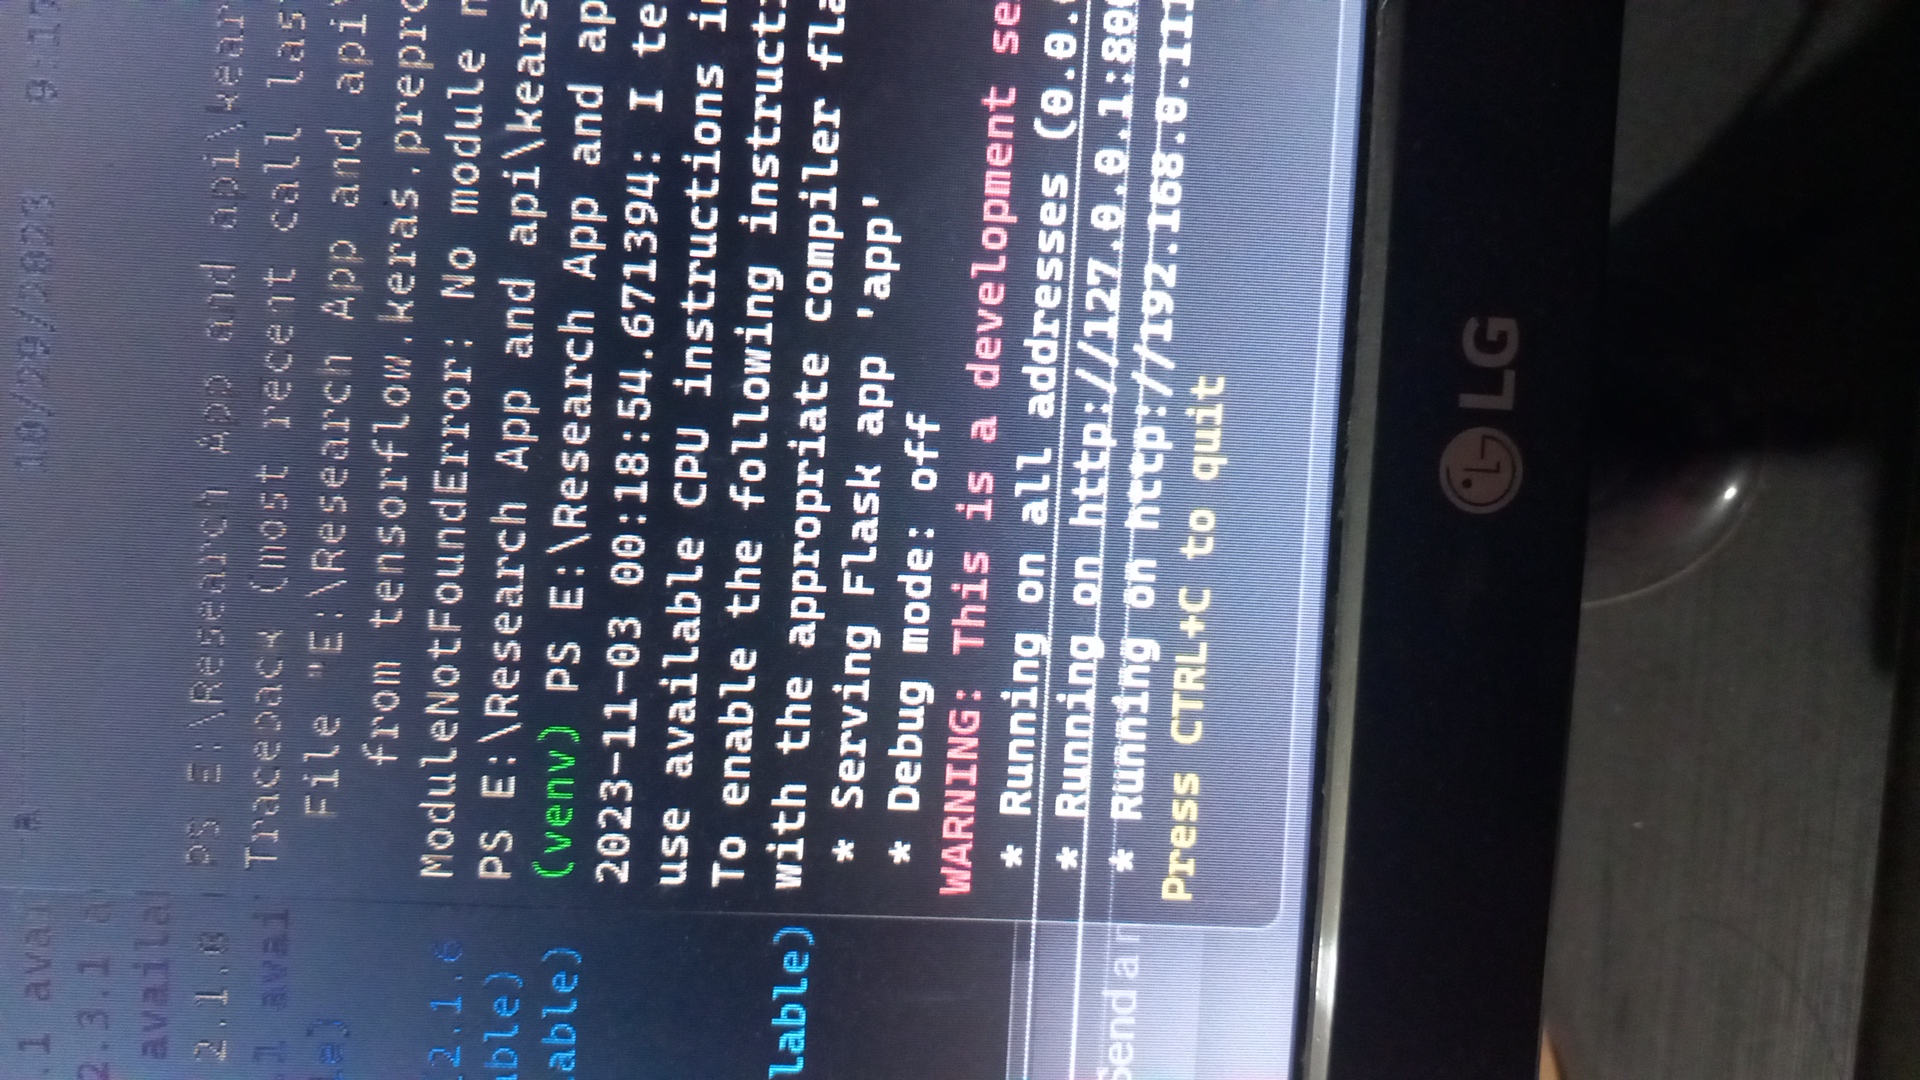 .1 avai
10/29/2023 9:17
2.3.1 a
availa
2.1.8
PS E:\Research App and api\kear
.1 avai
Traceback (most recent call las
le)
File "E:\Research App and api\
from tensorflow.keras.prepro
2.1.6
ModuleNotFoundError: No module n
able)
PS E:\Research App and api\kears
lable)
(venv) PS E:\Research App and ap
2023-11-03 00:18:54.671394: I te
use available CPU instructions i
To enable the following instructi
lable)
with the appropriate compiler fla
* Serving Flask app 'app'
* Debug mode: off
WARNING: This is a development se
* Running on all addresses (0.0.0
* Running on http://127.0.0.1:800
Send a
* Running on http://192.168.0.111
Press CTRL+C to quit
LG